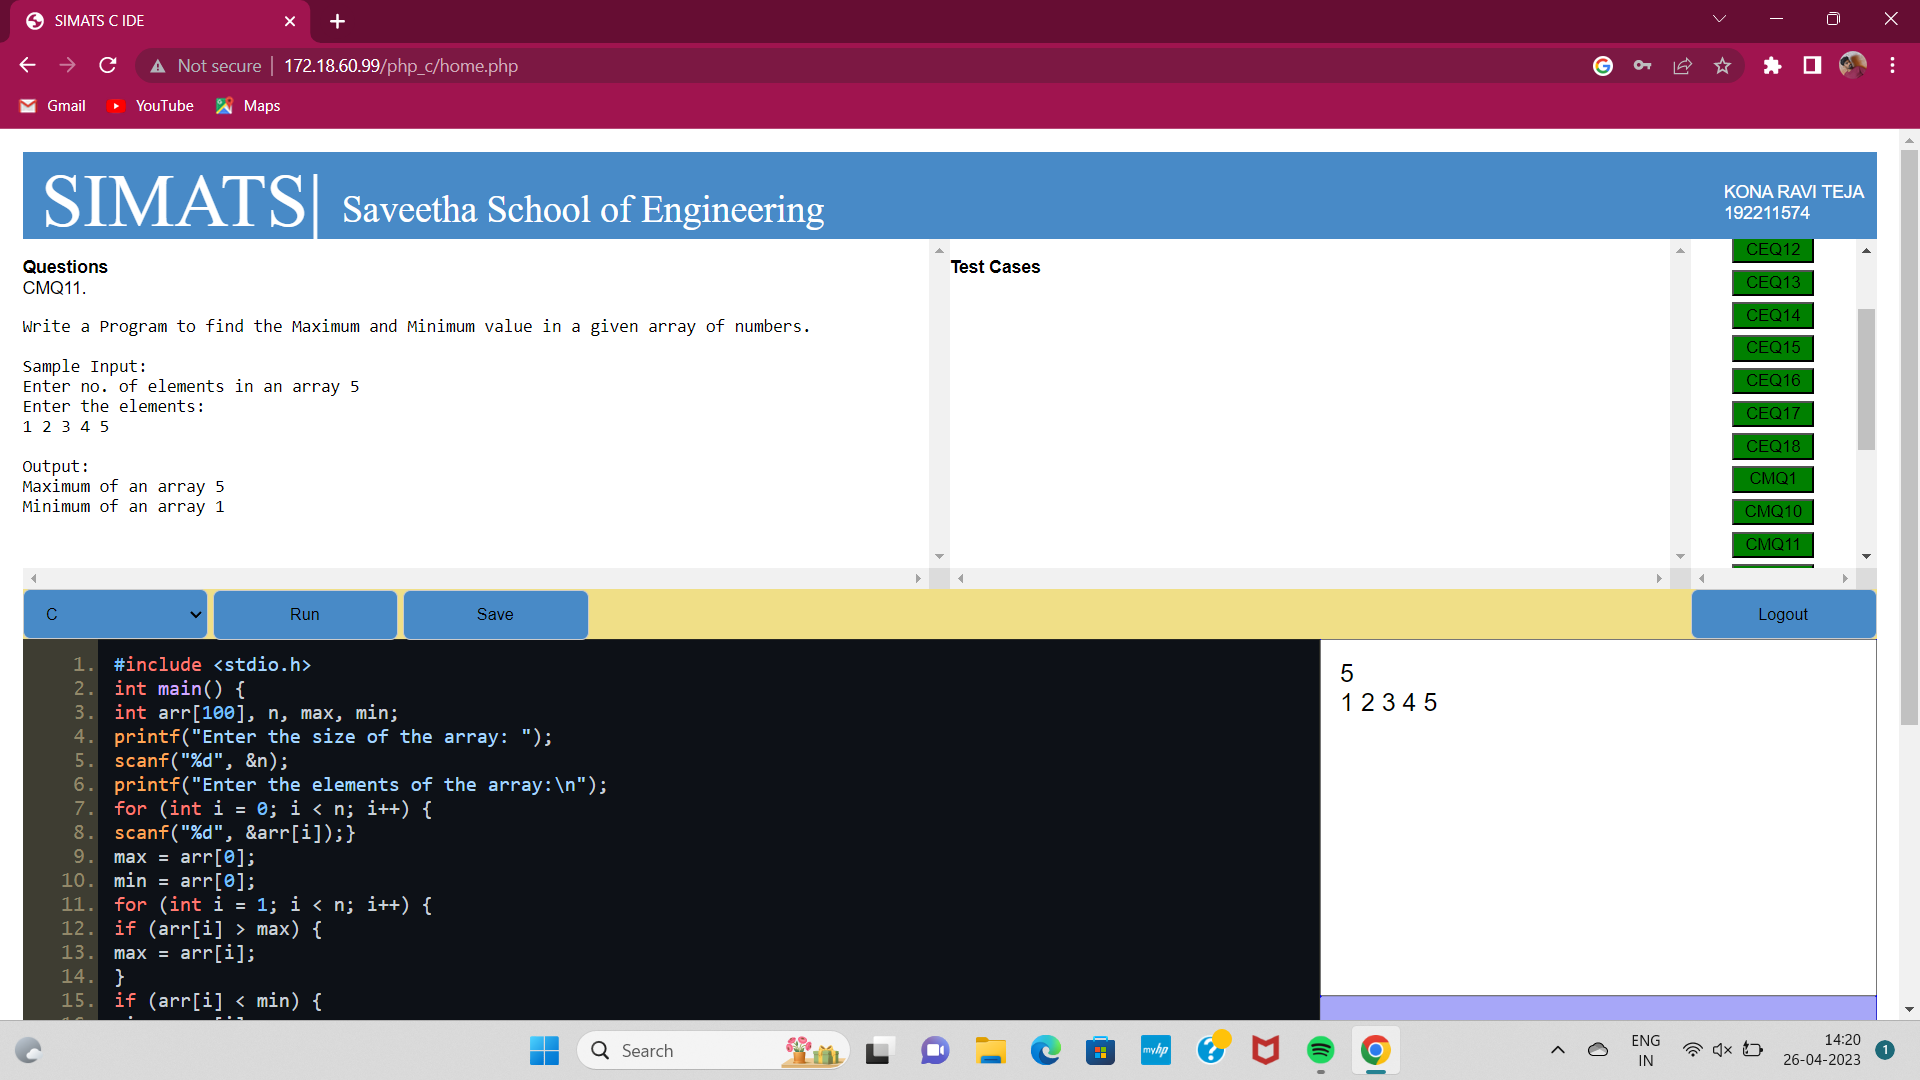 SIMATS C IDE
Not secure | 172.18.60.99/php_c/home.php
Gmail YouTube Maps
SIMATS| Saveetha School of Engineering
KONA RAVI TEJA
192211574
Questions
CMQ11.
Write a Program to find the Maximum and Minimum value in a given array of numbers.
Sample Input:
Enter no. of elements in an array 5
Enter the elements:
1 2 3 4 5
Output:
Maximum of an array 5
Minimum of an array 1
Test Cases
CEQ12
CEQ13
CEQ14
CEQ15
CEQ16
CEQ17
CEQ18
CMQ1
CMQ10
CMQ11
C Run Save Logout
1. #include <stdio.h>
2. int main() {
3. int arr[100], n, max, min;
4. printf("Enter the size of the array: ");
5. scanf("%d", &n);
6. printf("Enter the elements of the array:\n");
7. for (int i = 0; i < n; i++) {
8. scanf("%d", &arr[i]);}
9. max = arr[0];
10. min = arr[0];
11. for (int i = 1; i < n; i++) {
12. if (arr[i] > max) {
13. max = arr[i];
14. }
15. if (arr[i] < min) {
5
1 2 3 4 5
Search
myhp
ENG
IN
14:20
26-04-2023
1